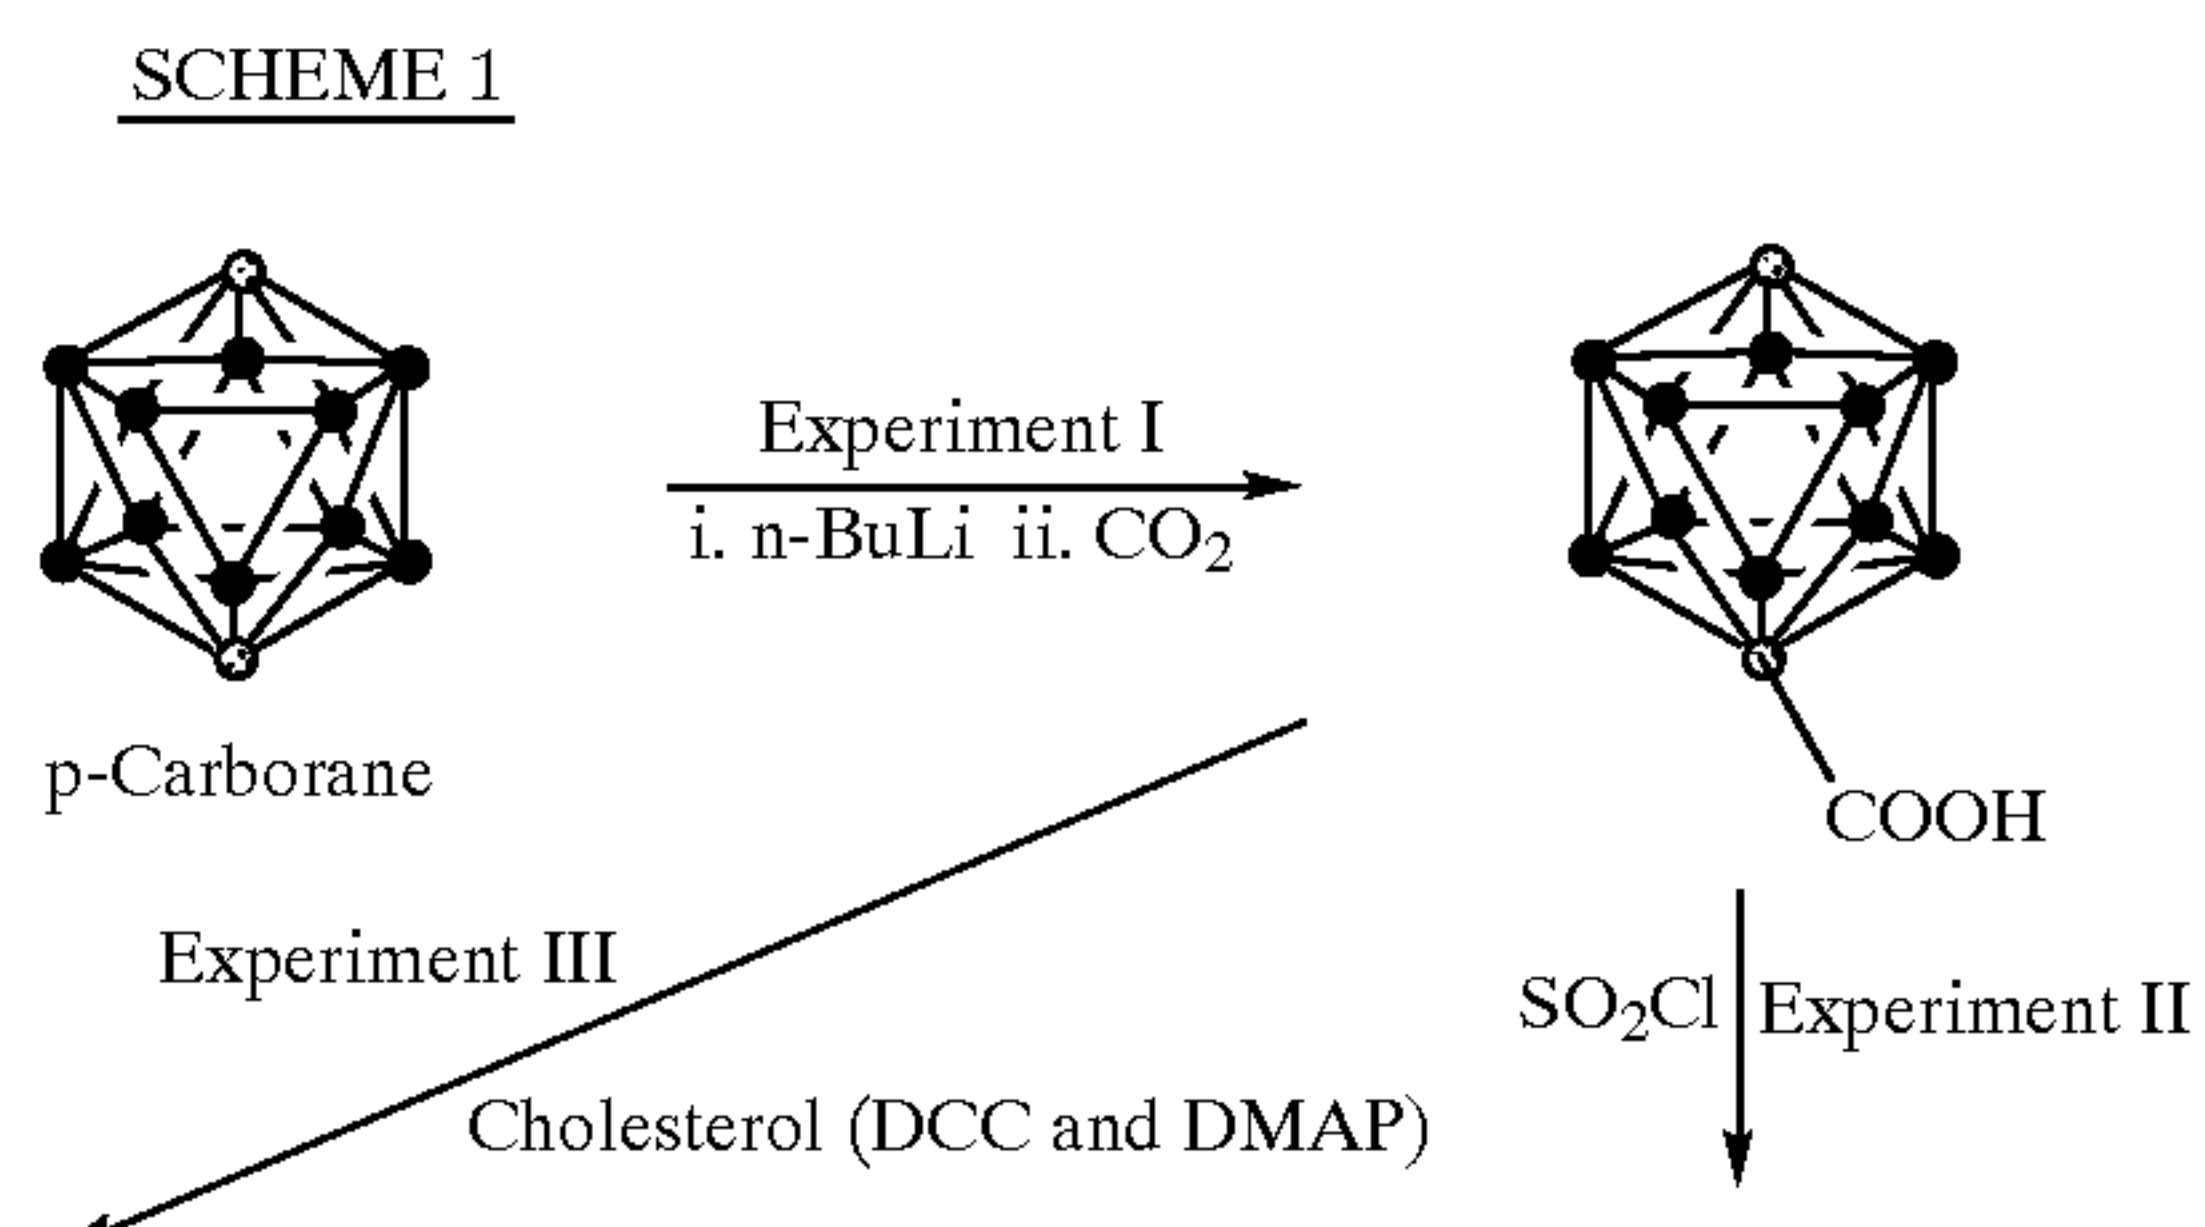 SCHEME 1
Experiment I
i. n-BuLi ii. CO₂
p-Carborane
COOH
Experiment III
SO₂Cl
Experiment II
Cholesterol (DCC and DMAP)